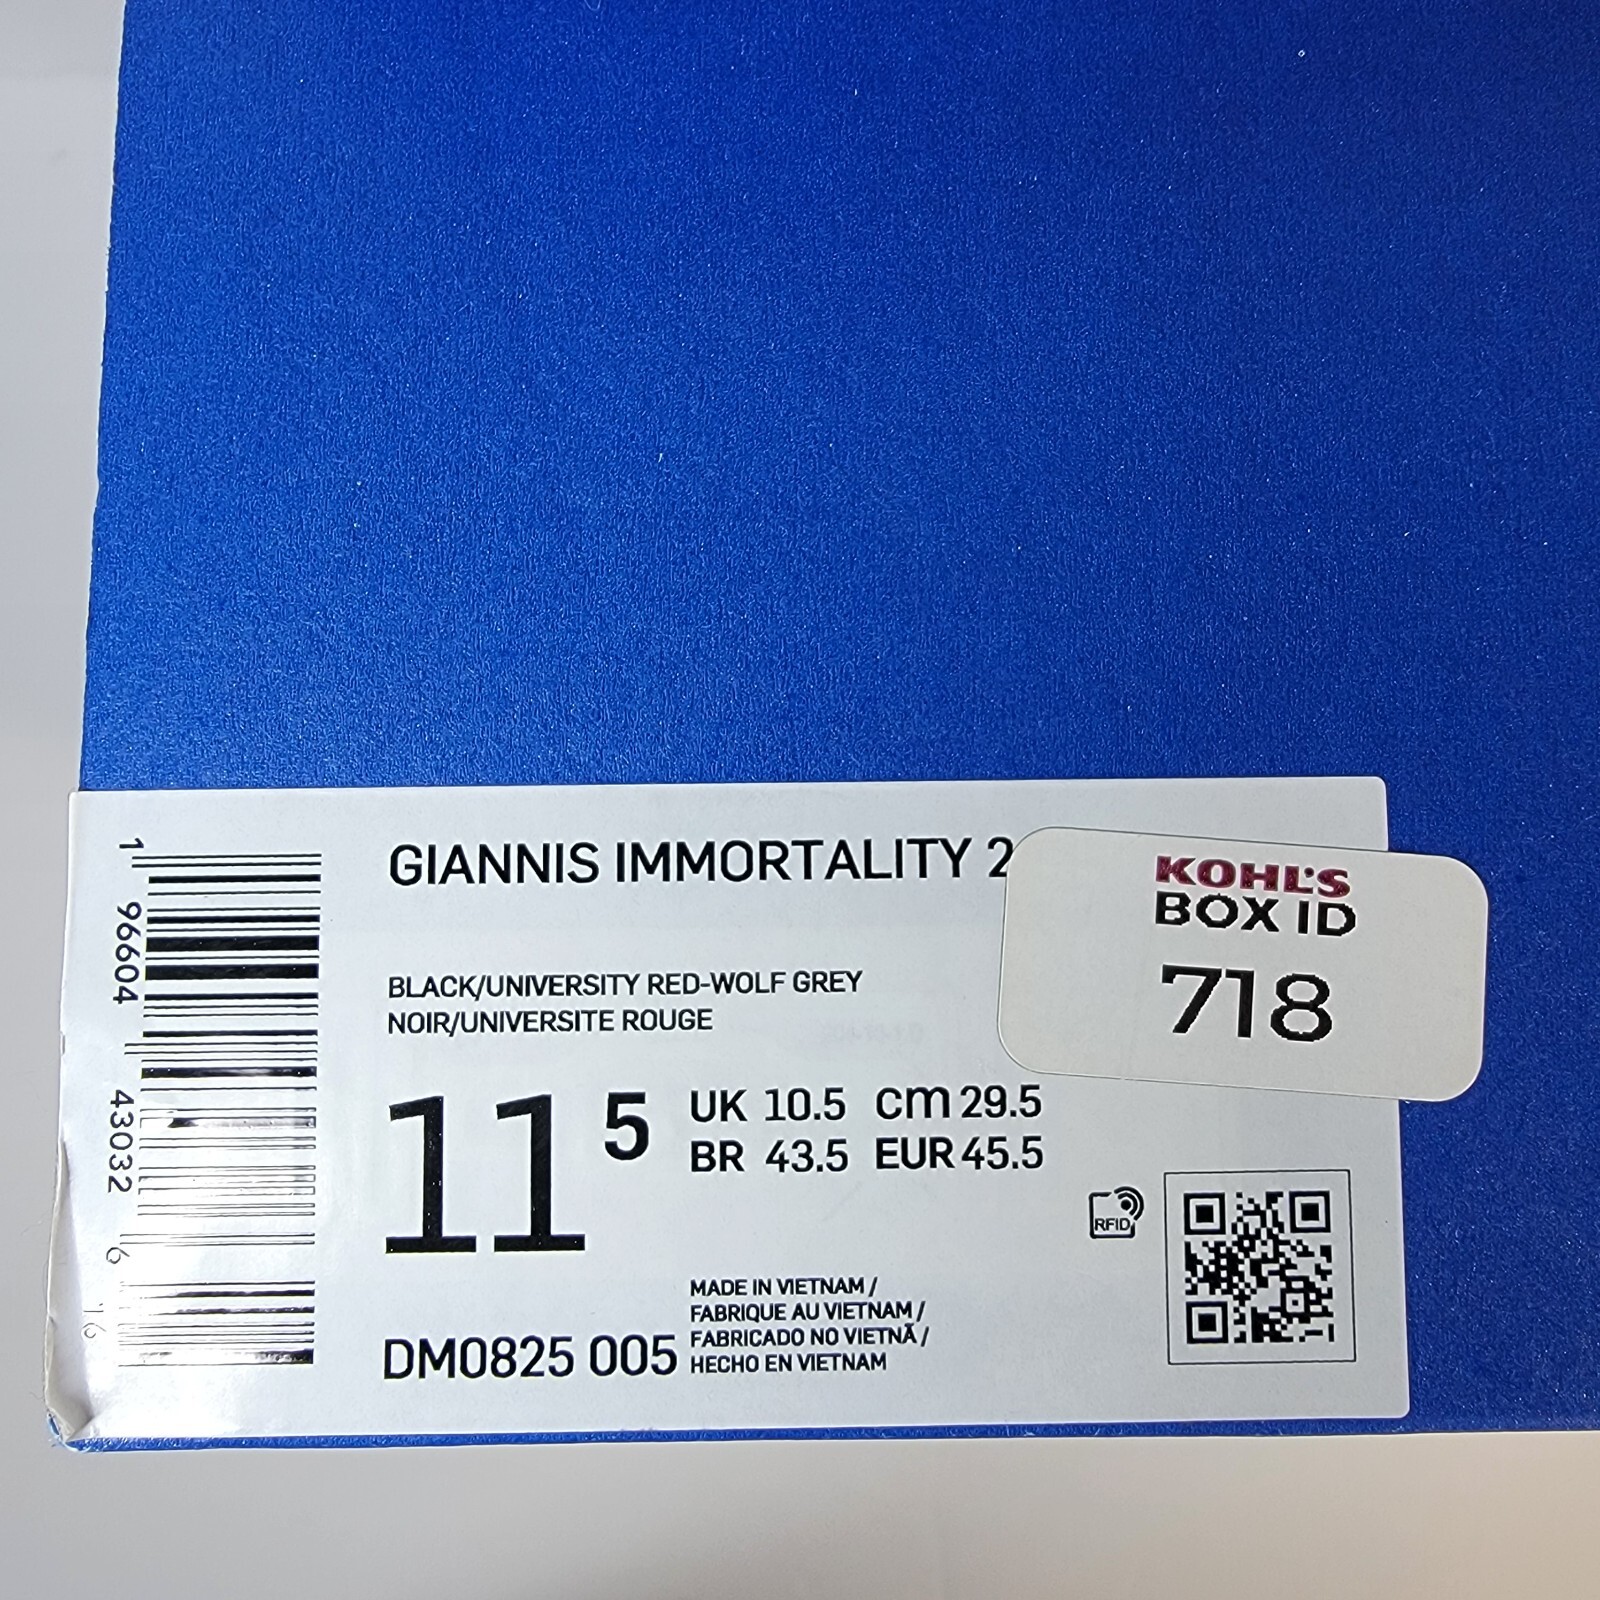 GIANNIS IMMORTALITY 2
KOHL'S
BOX ID
718
BLACK/UNIVERSITY RED-WOLF GREY
NOIR/UNIVERSITE ROUGE
11 5
UK 10.5 cm 29.5
BR 43.5 EUR 45.5
RFID
DM0825 005
MADE IN VIETNAM /
FABRIQUE AU VIETNAM /
FABRICADO NO VIETNÃ /
HECHO EN VIETNAM
1 96604 43032 6
16